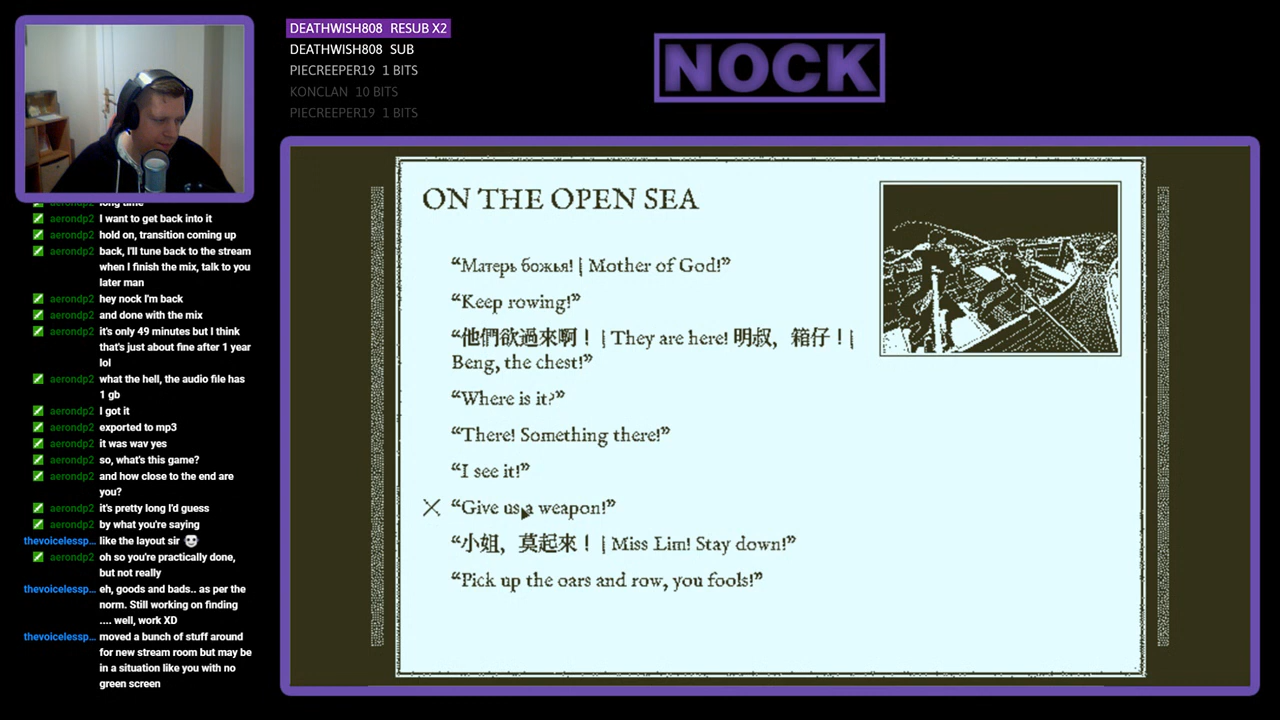 DEATHWISH808 RESUB X2
DEATHWISH808 SUB
PIECREEPER19 1 BITS
KONCLAN 10 BITS
PIECREEPER19 1 BITS
NOCK
long time
aerondp2 I want to get back into it
aerondp2 hold on, transition coming up
aerondp2 back, I'll tune back to the stream
when I finish the mix, talk to you
later man
aerondp2 hey nock I'm back
aerondp2 and done with the mix
aerondp2 it's only 49 minutes but I think
that's just about fine after 1 year
lol
aerondp2 what the hell, the audio file has
1 gb
aerondp2 I got it
aerondp2 exported to mp3
aerondp2 it was wav yes
aerondp2 so, what's this game?
aerondp2 and how close to the end are
you?
aerondp2 it's pretty long I'd guess
aerondp2 by what you're saying
thevoicelessp... like the layout sir
aerondp2 oh so you're practically done,
but not really
thevoicelessp... eh, goods and bads.. as per the
norm. Still working on finding
.... well, work XD
thevoicelessp... moved a bunch of stuff around
for new stream room but may be
in a situation like you with no
green screen
ON THE OPEN SEA
“Матерь божья! | Mother of God!”
“Keep rowing!”
“他們欲過來啊！ | They are here! 明叔，箱仔！|
Beng, the chest!”
“Where is it?”
“There! Something there!”
“I see it!”
“Give us a weapon!”
“小姐，莫起來！ | Miss Lim! Stay down!”
“Pick up the oars and row, you fools!”